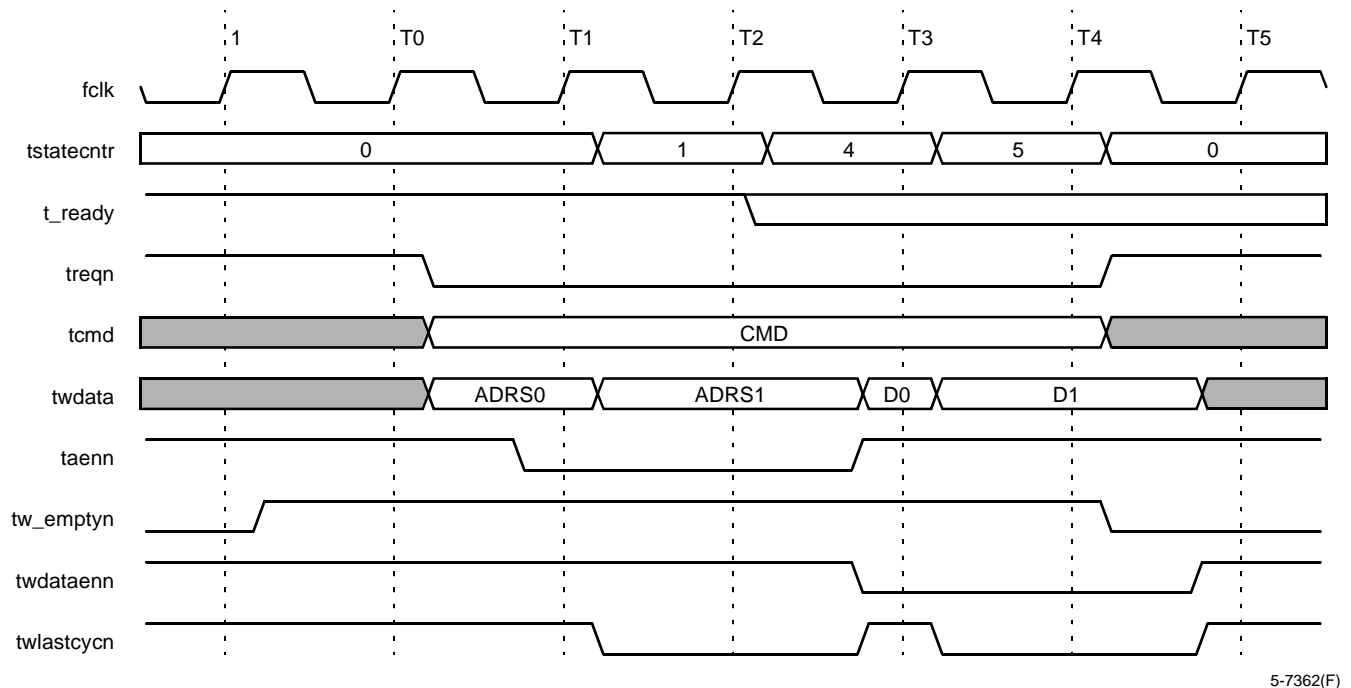 1 T0 T1 T2 T3 T4 T5
fclk
tstatecntr 0 1 4 5 0
t_ready
treqn
tcmd CMD
twdata ADRS0 ADRS1 D0 D1
taenn
tw_emptyn
twdataenn
twlastcycn
5-7362(F)